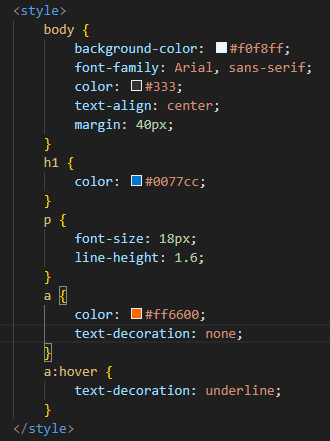 <style>
body {
background-color: #f0f8ff;
font-family: Arial, sans-serif;
color: #333;
text-align: center;
margin: 40px;
}
h1 {
color: #0077cc;
}
p {
font-size: 18px;
line-height: 1.6;
}
a {
color: #ff6600;
text-decoration: none;
}
a:hover {
text-decoration: underline;
}
</style>